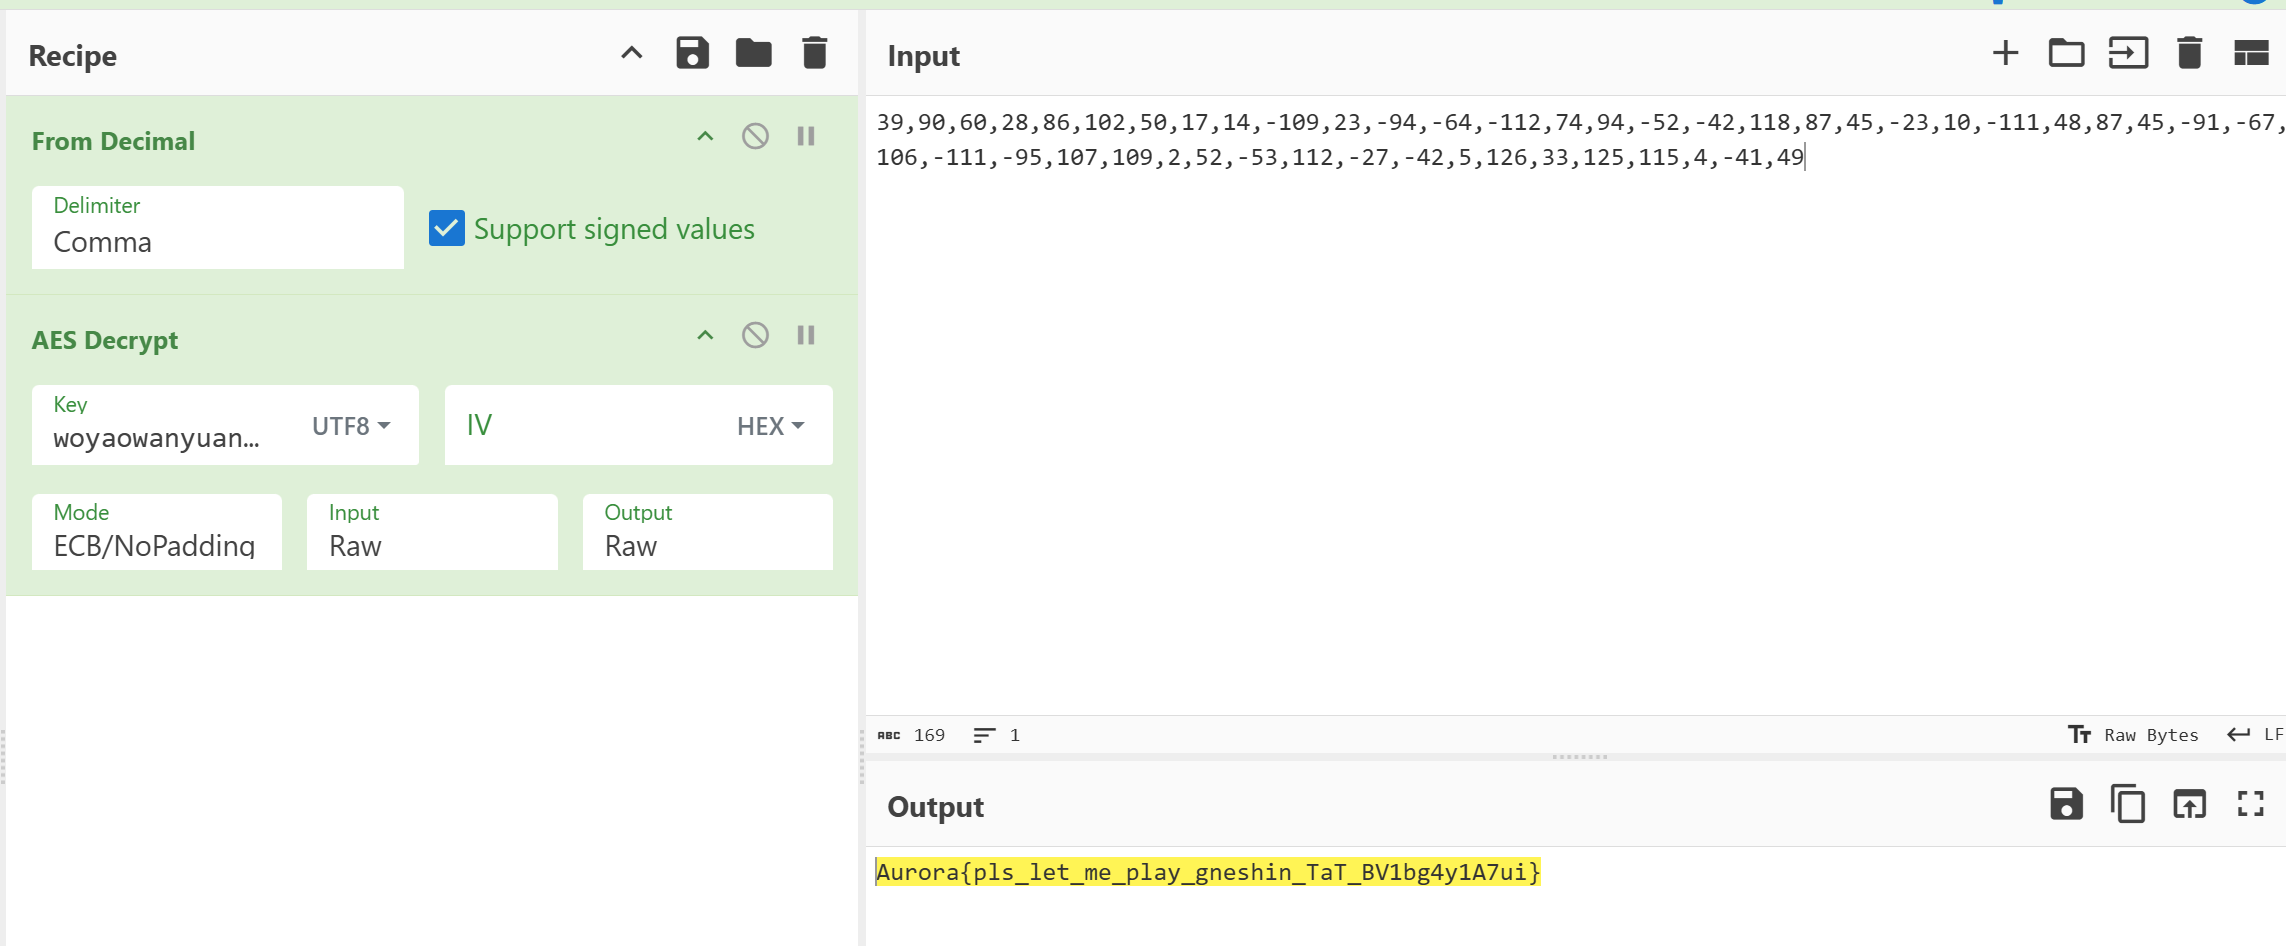 Recipe
From Decimal
Delimiter
Comma
Support signed values
AES Decrypt
Key
woyaowanyuan…
UTF8
IV
HEX
Mode
ECB/NoPadding
Input
Raw
Output
Raw
Input
39,90,60,28,86,102,50,17,14,-109,23,-94,-64,-112,74,94,-52,-42,118,87,45,-23,10,-111,48,87,45,-91,-67,
106,-111,-95,107,109,2,52,-53,112,-27,-42,5,126,33,125,115,4,-41,49
ABC 169 1
Tт Raw Bytes LF
Output
Aurora{pls_let_me_play_gneshin_TaT_BV1bg4y1A7ui}